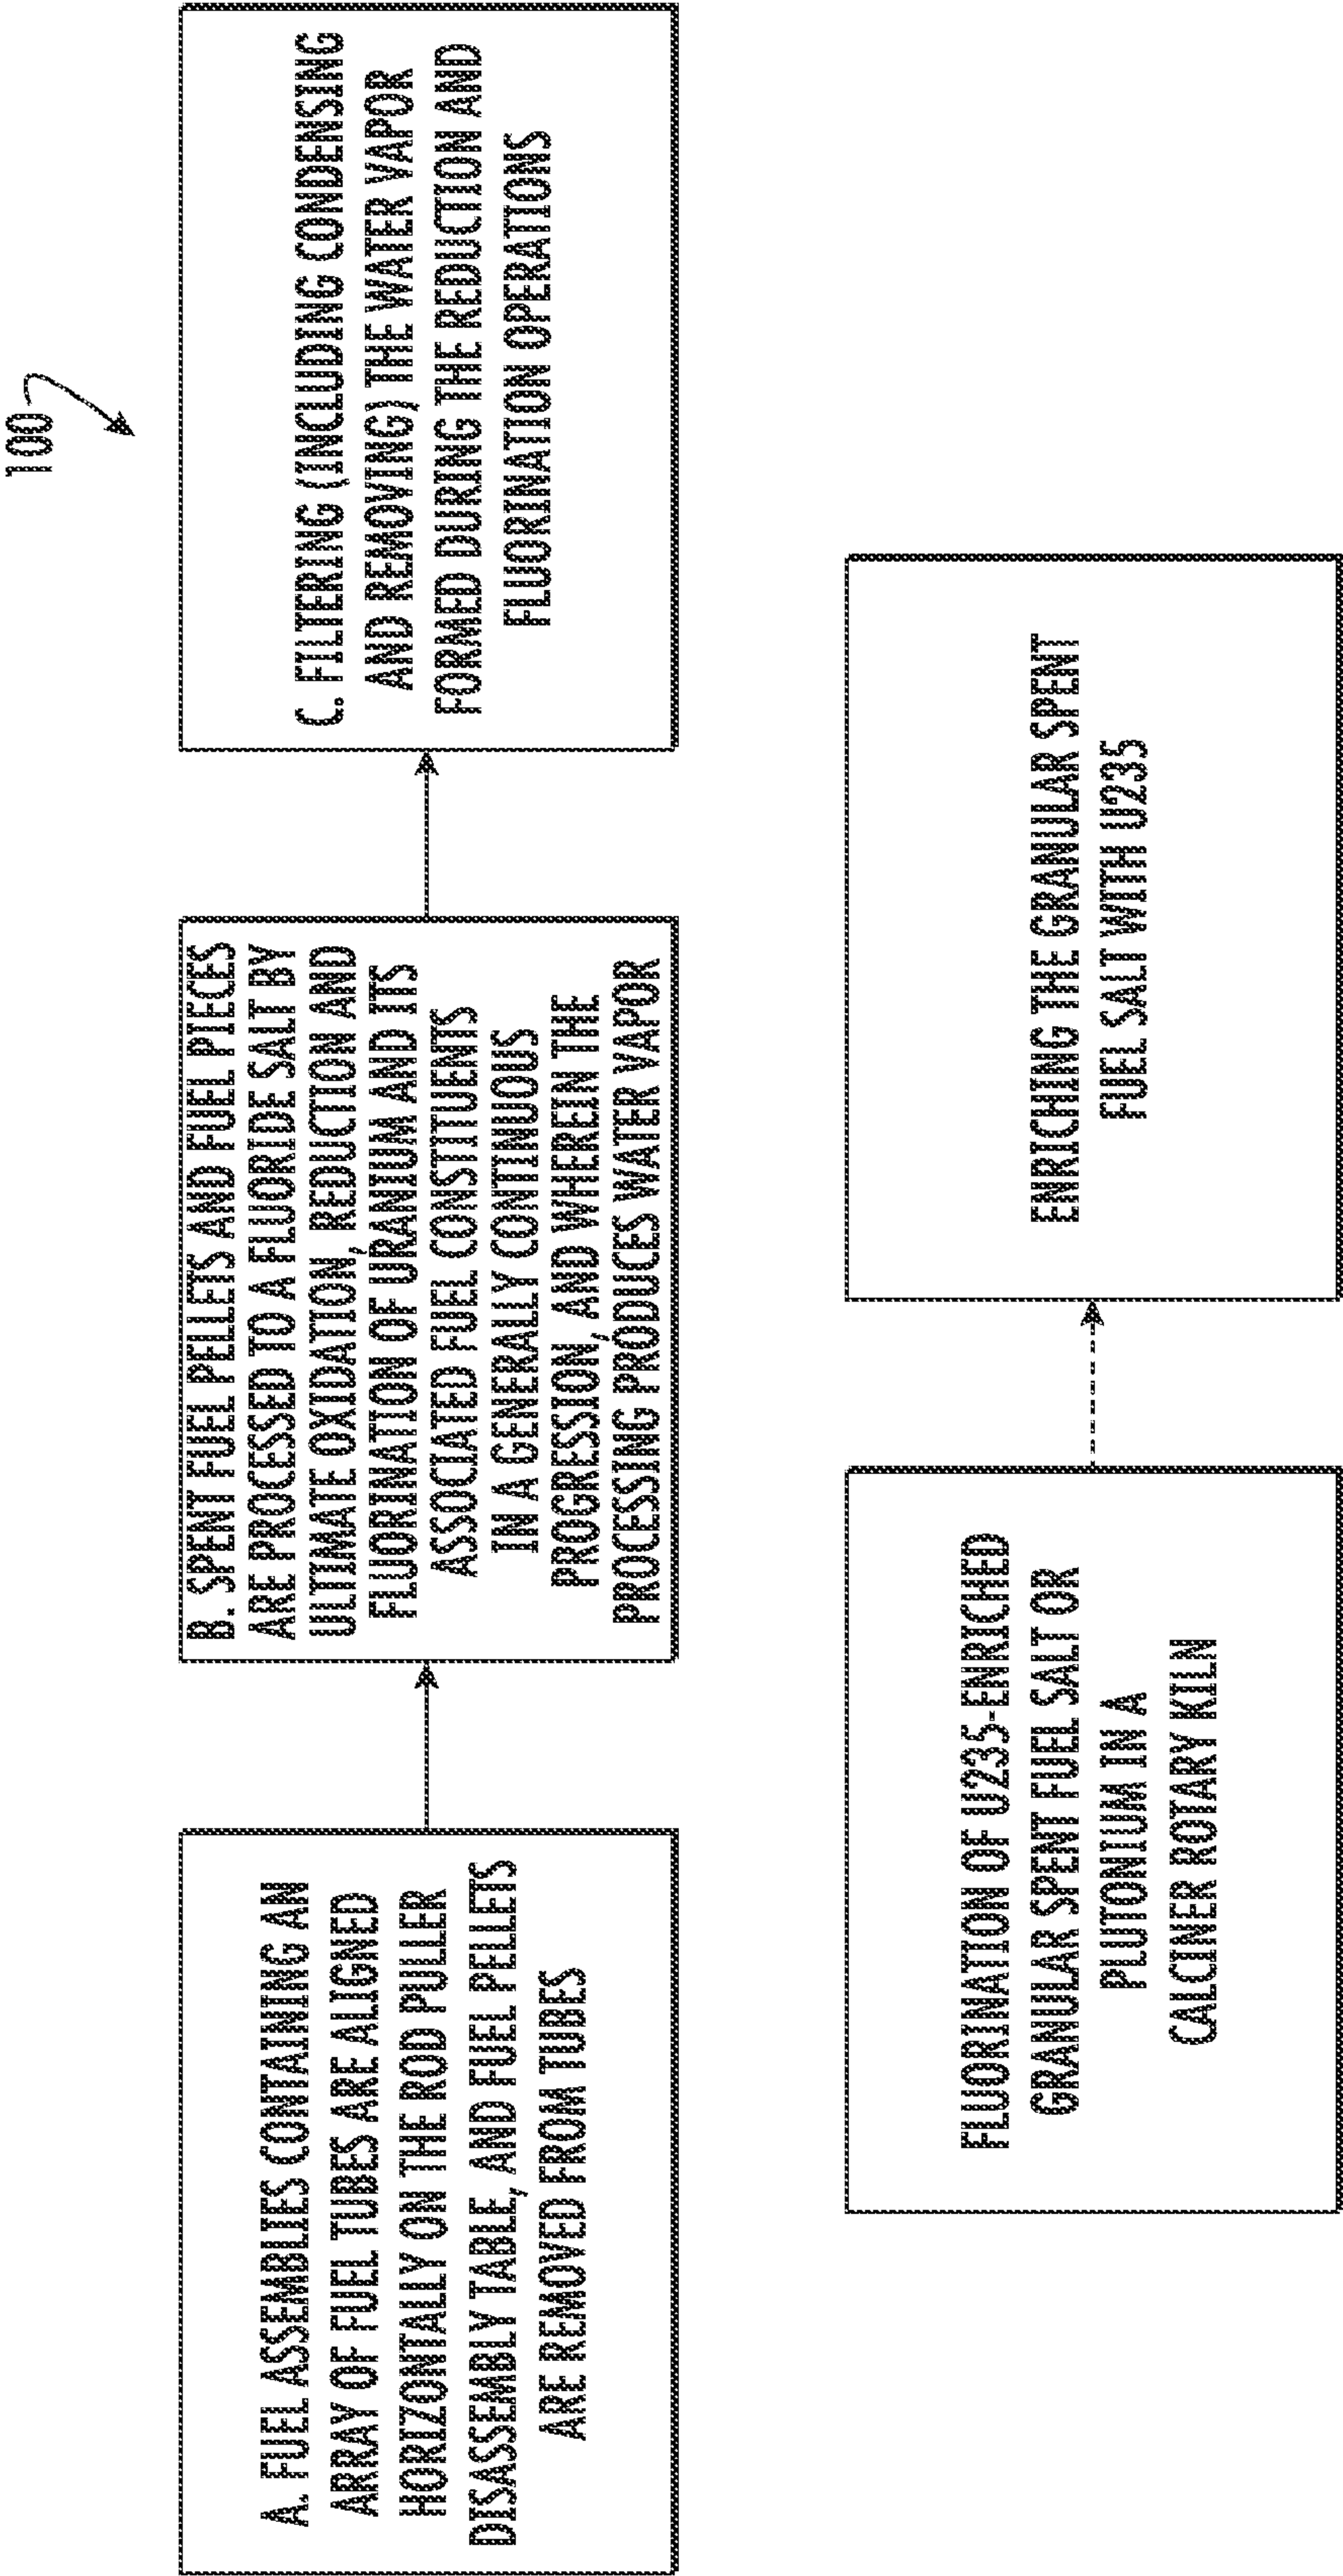 100
A. FUEL ASSEMBLIES CONTAINING AN
ARRAY OF FUEL TUBES ARE ALIGNED
HORIZONTALLY ON THE ROD PULLER
DISASSEMBLY TABLE, AND FUEL PELLETS
ARE REMOVED FROM TUBES
B. SPENT FUEL PELLETS AND FUEL PIECES
ARE PROCESSED TO A FLUORIDE SALT BY
ULTIMATE OXIDATION, REDUCTION AND
FLUORINATION OF URANIUM AND ITS
ASSOCIATED FUEL CONSTITUENTS
IN A GENERALLY CONTINUOUS
PROGRESSION, AND WHEREIN THE
PROCESSING PRODUCES WATER VAPOR
C. FILTERING (INCLUDING CONDENSING
AND REMOVING) THE WATER VAPOR
FORMED DURING THE REDUCTION AND
FLUORINATION OPERATIONS
FLUORINATION OF U235-ENRICHED
GRANULAR SPENT FUEL SALT OR
PLUTONIUM IN A
CALCINER ROTARY KILN
ENRICHING THE GRANULAR SPENT
FUEL SALT WITH U235